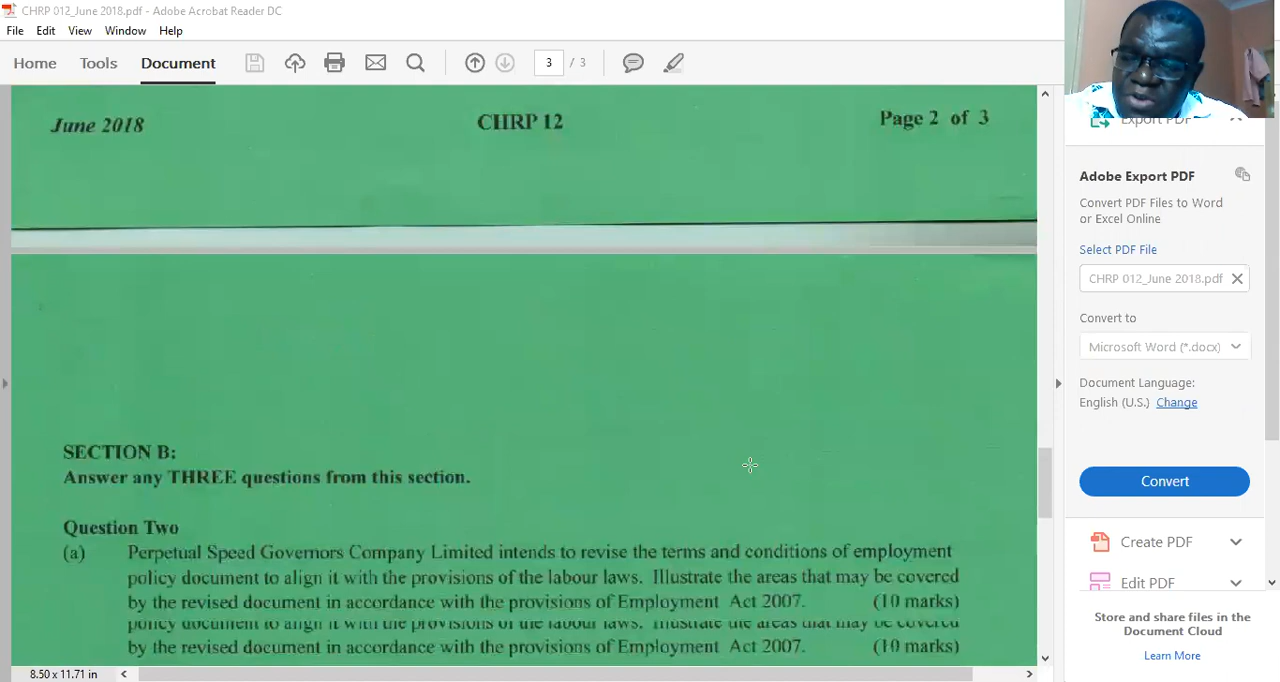 CHRP 012_June 2018.pdf - Adobe Acrobat Reader DC
File Edit View Window Help
Home Tools Document 3 / 3
June 2018 CHRP 12 Page 2 of 3
SECTION B:
Answer any THREE questions from this section.
Question Two
(a) Perpetual Speed Governors Company Limited intends to revise the terms and conditions of employment
policy document to align it with the provisions of the labour laws. Illustrate the areas that may be covered
by the revised document in accordance with the provisions of Employment Act 2007. (10 marks)
policy document to align it with the provisions of the labour laws. Illustrate the areas that may be covered
by the revised document in accordance with the provisions of Employment Act 2007. (10 marks)
8.50 x 11.71 in
Export PDF
Adobe Export PDF
Convert PDF Files to Word
or Excel Online
Select PDF File
CHRP 012_June 2018.pdf
Convert to
Microsoft Word (*.docx)
Document Language:
English (U.S.) Change
Convert
Create PDF
Edit PDF
Store and share files in the
Document Cloud
Learn More